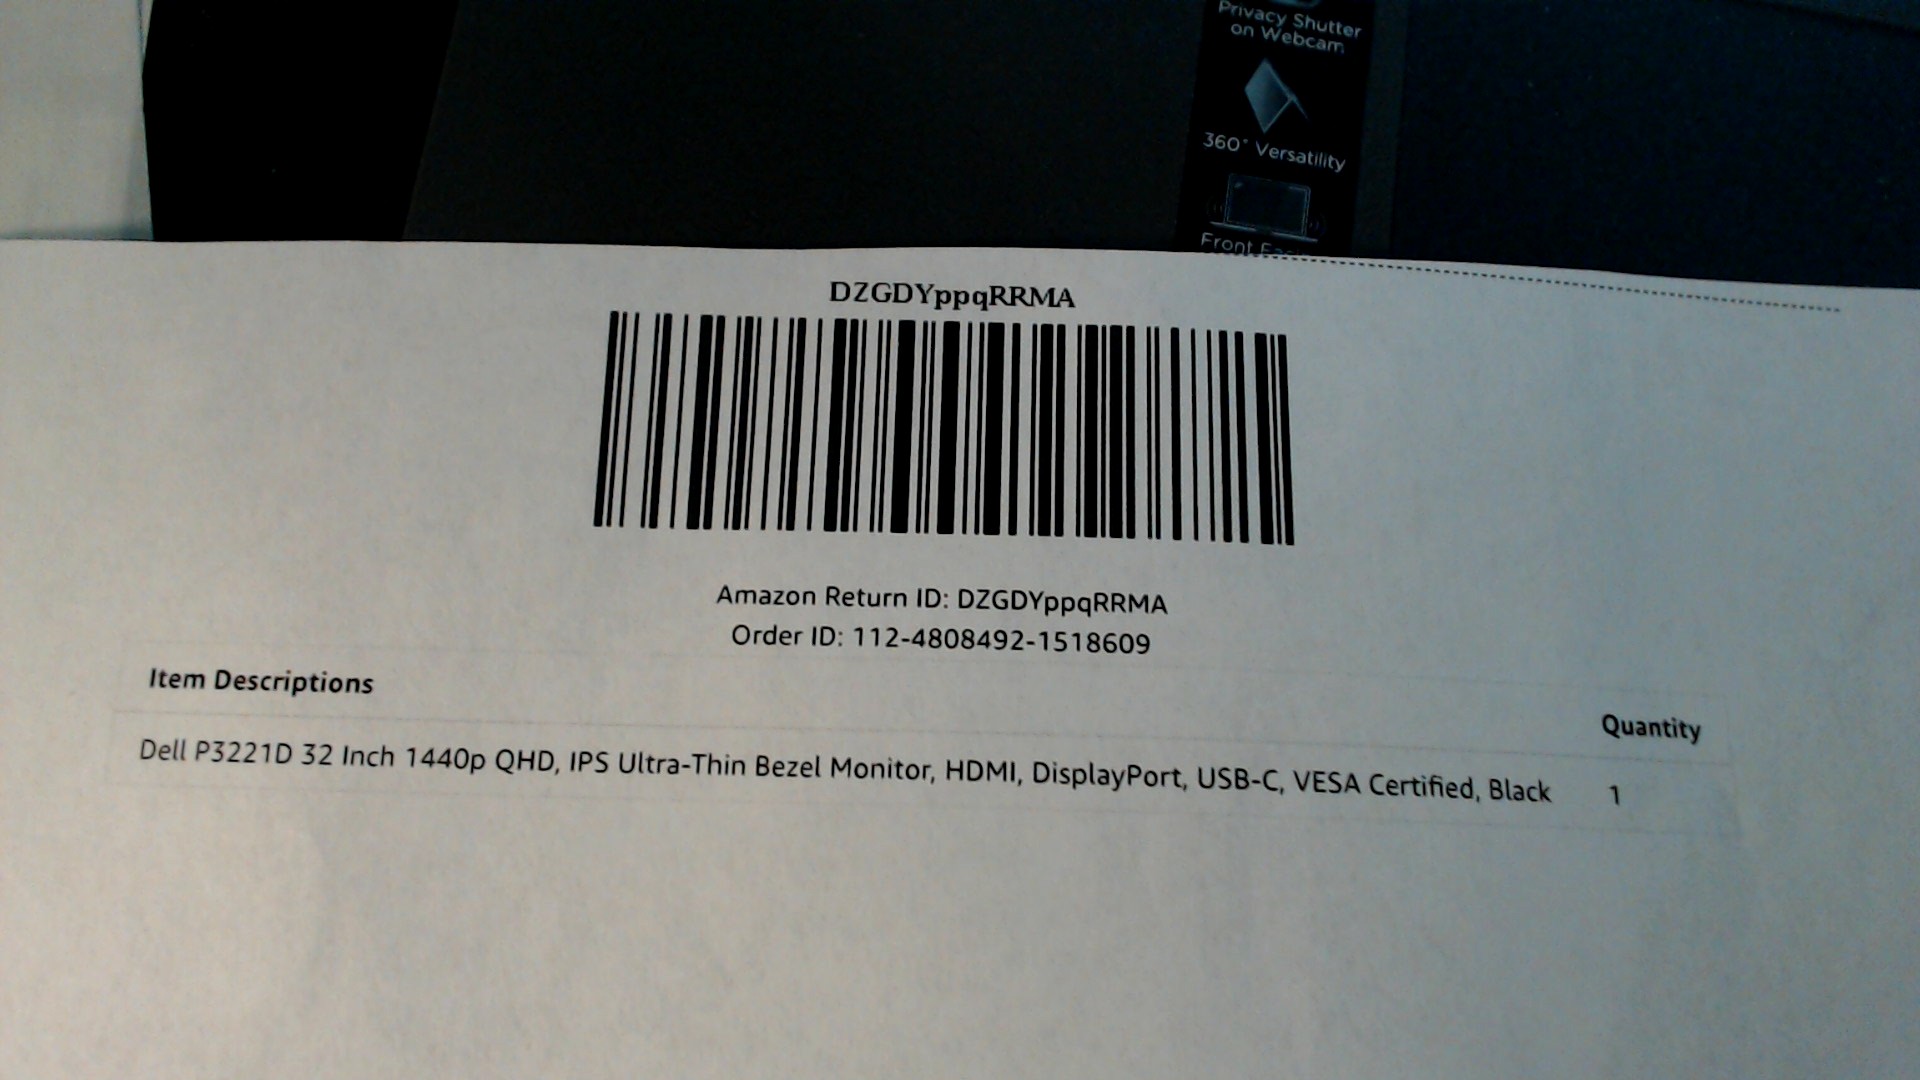 Privacy Shutter
on Webcam
360° Versatility
Front
DZGDYppqRRMA
Amazon Return ID: DZGDYppqRRMA
Order ID: 112-4808492-1518609
Item Descriptions
Quantity
Dell P3221D 32 Inch 1440p QHD, IPS Ultra-Thin Bezel Monitor, HDMI, DisplayPort, USB-C, VESA Certified, Black 1